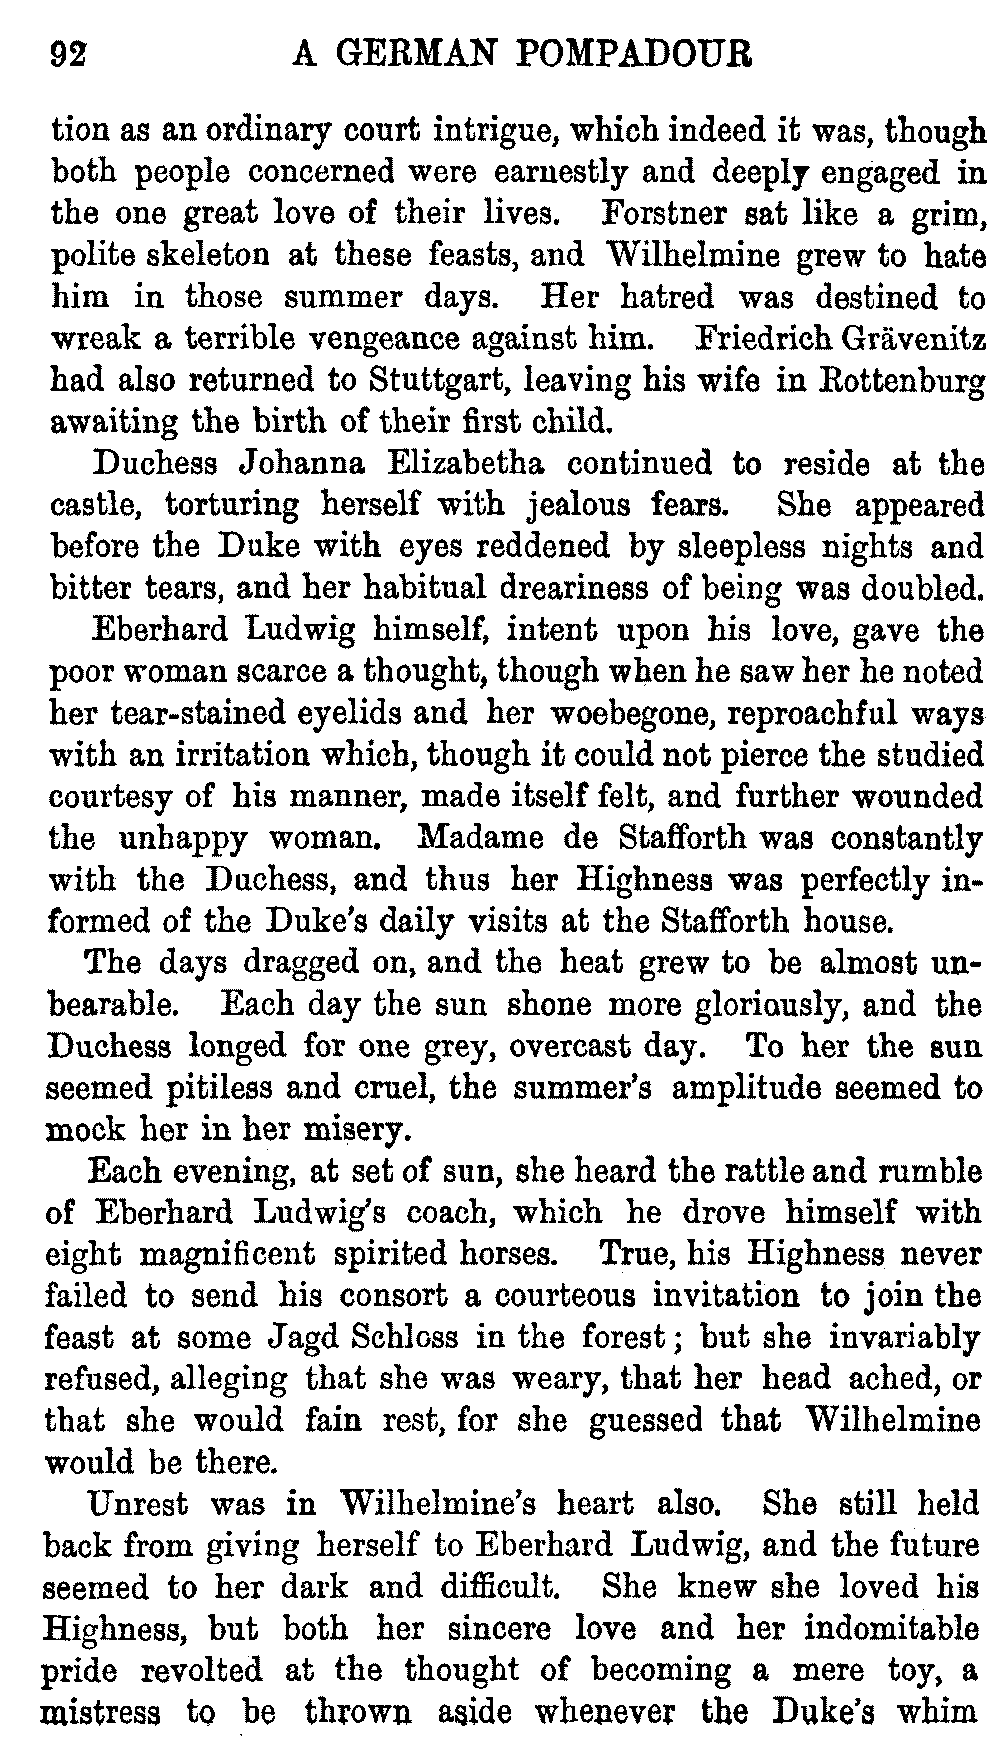 92 A GERMAN POMPADOUR
tion as an ordinary court intrigue, which indeed it was, though
both people concerned were earnestly and deeply engaged in
the one great love of their lives. Forstner sat like a grim,
polite skeleton at these feasts, and Wilhelmine grew to hate
him in those summer days. Her hatred was destined to
wreak a terrible vengeance against him. Friedrich Grävenitz
had also returned to Stuttgart, leaving his wife in Rottenburg
awaiting the birth of their first child.
Duchess Johanna Elizabetha continued to reside at the
castle, torturing herself with jealous fears. She appeared
before the Duke with eyes reddened by sleepless nights and
bitter tears, and her habitual dreariness of being was doubled.
Eberhard Ludwig himself, intent upon his love, gave the
poor woman scarce a thought, though when he saw her he noted
her tear-stained eyelids and her woebegone, reproachful ways
with an irritation which, though it could not pierce the studied
courtesy of his manner, made itself felt, and further wounded
the unhappy woman. Madame de Stafforth was constantly
with the Duchess, and thus her Highness was perfectly in-
formed of the Duke's daily visits at the Stafforth house.
The days dragged on, and the heat grew to be almost un-
bearable. Each day the sun shone more gloriously, and the
Duchess longed for one grey, overcast day. To her the sun
seemed pitiless and cruel, the summer's amplitude seemed to
mock her in her misery.
Each evening, at set of sun, she heard the rattle and rumble
of Eberhard Ludwig's coach, which he drove himself with
eight magnificent spirited horses. True, his Highness never
failed to send his consort a courteous invitation to join the
feast at some Jagd Schloss in the forest; but she invariably
refused, alleging that she was weary, that her head ached, or
that she would fain rest, for she guessed that Wilhelmine
would be there.
Unrest was in Wilhelmine's heart also. She still held
back from giving herself to Eberhard Ludwig, and the future
seemed to her dark and difficult. She knew she loved his
Highness, but both her sincere love and her indomitable
pride revolted at the thought of becoming a mere toy, a
mistress to be thrown aside whenever the Duke's whim